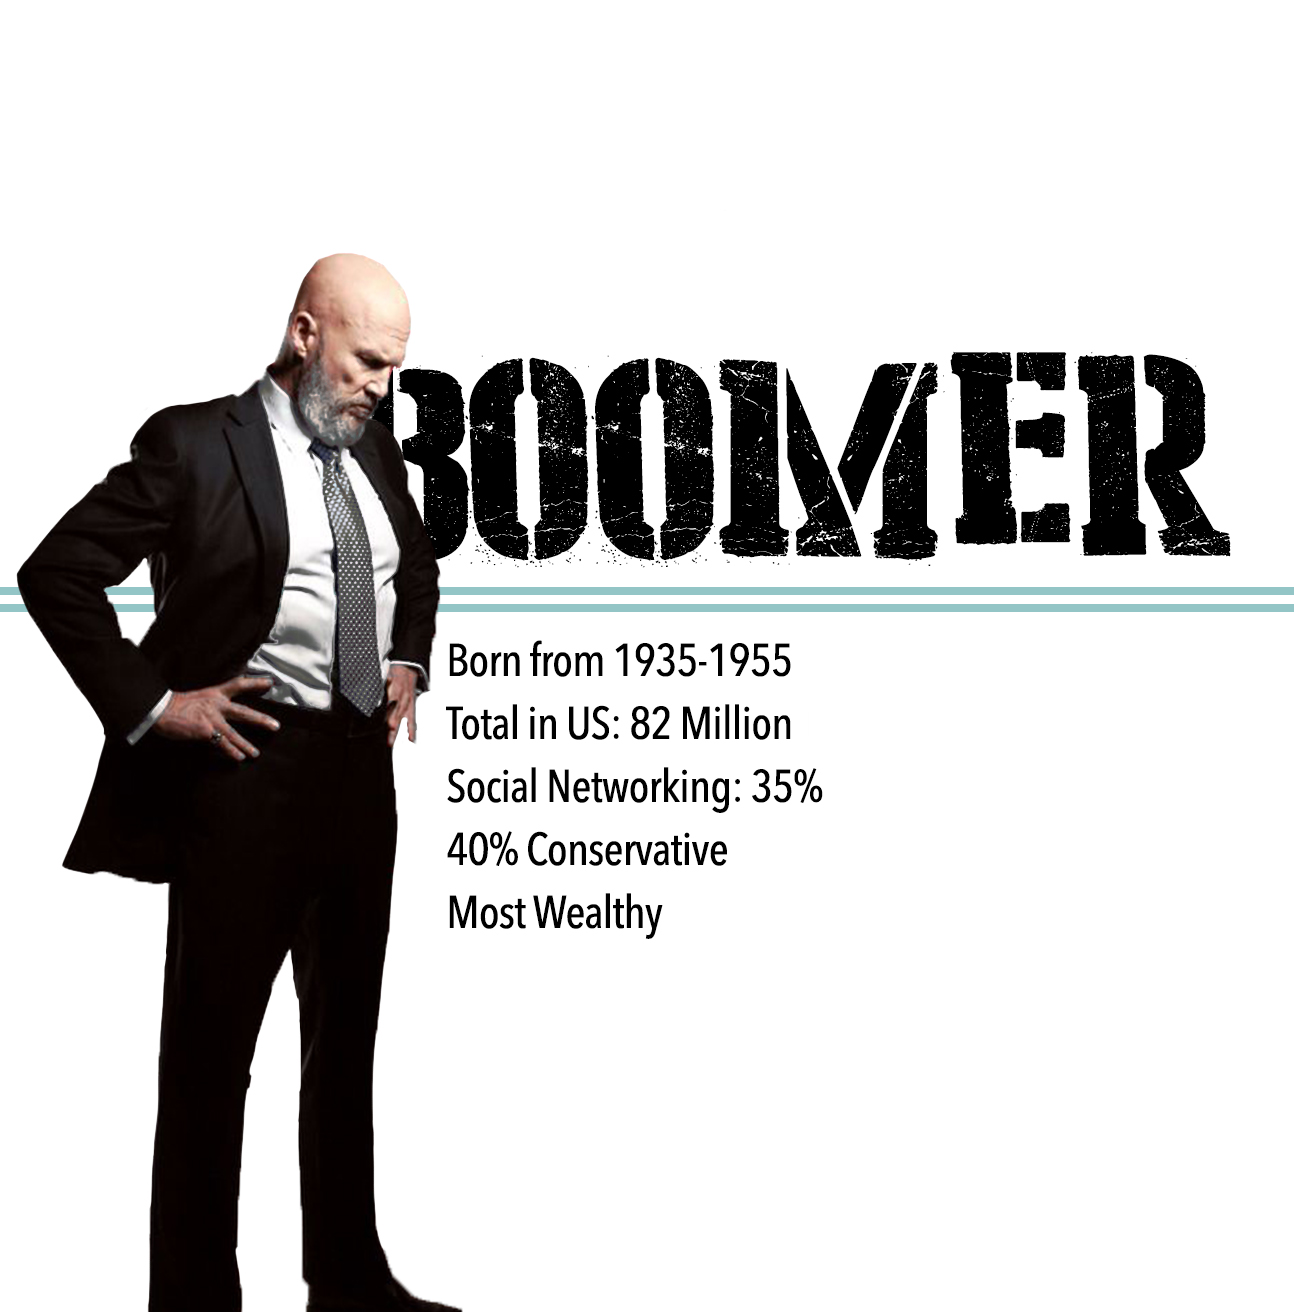 BOOMER
Born from 1935-1955
Total in US: 82 Million
Social Networking: 35%
40% Conservative
Most Wealthy